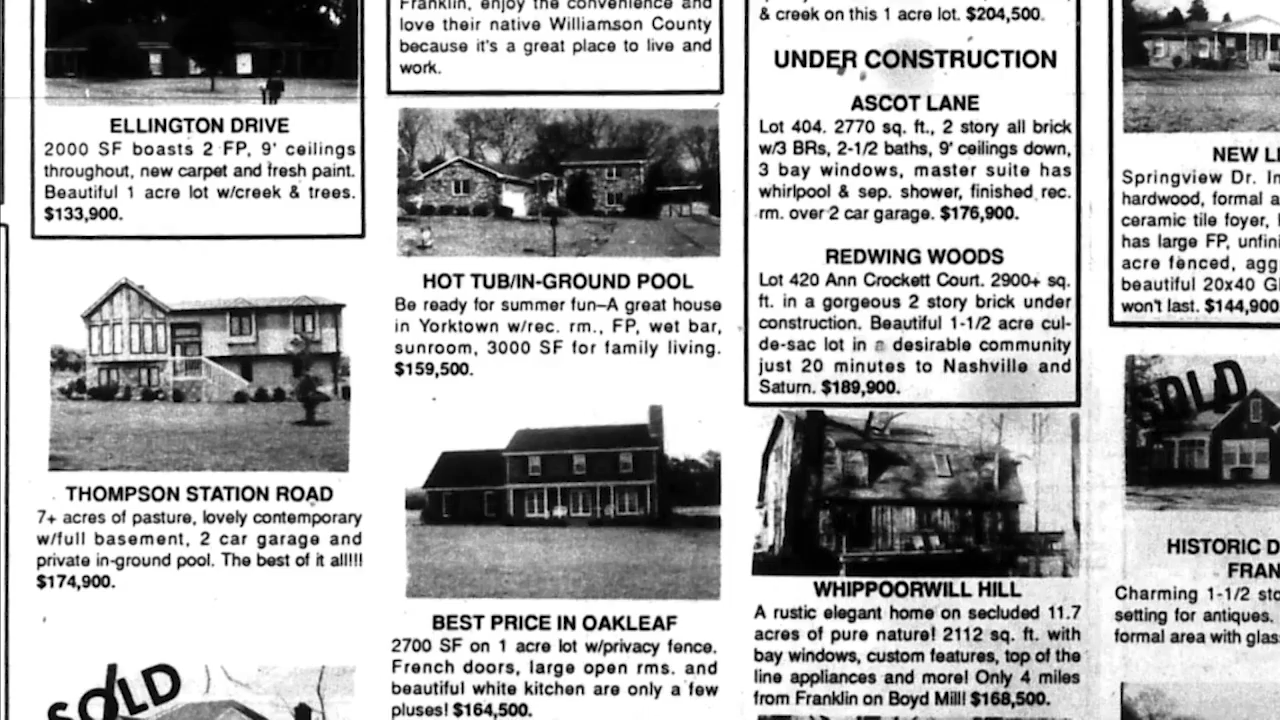 ELLINGTON DRIVE
2000 SF boasts 2 FP, 9' ceilings
throughout, new carpet and fresh paint.
Beautiful 1 acre lot w/creek & trees.
$133,900.
THOMPSON STATION ROAD
7+ acres of pasture, lovely contemporary
w/full basement, 2 car garage and
private in-ground pool. The best of it all!!!
$174,900.
SOLD
Franklin, enjoy the convenience and
love their native Williamson County
because it's a great place to live and
work.
HOT TUB/IN-GROUND POOL
Be ready for summer fun–A great house
in Yorktown w/rec. rm., FP, wet bar,
sunroom, 3000 SF for family living.
$159,500.
BEST PRICE IN OAKLEAF
2700 SF on 1 acre lot w/privacy fence.
French doors, large open rms. and
beautiful white kitchen are only a few
pluses! $164,500.
& creek on this 1 acre lot. $204,500.
UNDER CONSTRUCTION
ASCOT LANE
Lot 404. 2770 sq. ft., 2 story all brick
w/3 BRs, 2-1/2 baths, 9' ceilings down,
3 bay windows, master suite has
whirlpool & sep. shower, finished rec.
rm. over 2 car garage. $176,900.
REDWING WOODS
Lot 420 Ann Crockett Court. 2900+ sq.
ft. in a gorgeous 2 story brick under
construction. Beautiful 1-1/2 acre cul-
de-sac lot in a desirable community
just 20 minutes to Nashville and
Saturn. $189,900.
WHIPPOORWILL HILL
A rustic elegant home on secluded 11.7
acres of pure nature! 2112 sq. ft. with
bay windows, custom features, top of the
line appliances and more! Only 4 miles
from Franklin on Boyd Mill! $168,500.
NEW
Springview Dr.
hardwood, formal
ceramic tile foyer,
has large FP,
acre fenced,
beautiful 20x40
won't last. $144,900
SOLD
HISTORIC
Charming 1-1/2
setting for antiques.
formal area with